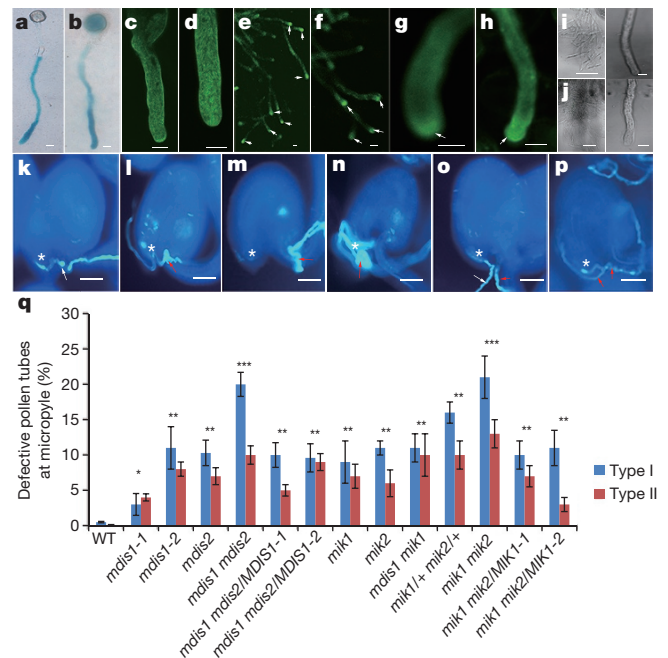 a b c d e f g h i
j
k l m n o p
q
Defective pollen tubes
at micropyle (%)
30
25
20
15
10
5
0
* ** ** *** ** ** ** ** ** ** *** ** **
Type I
Type II
WT
mdis1-1
mdis1-2
mdis2
mdis1 mdis2
mdis1 mdis2/MDIS1-1
mdis1 mdis2/MDIS1-2
mik1
mik2
mdis1 mik1
mik1/+ mik2/+
mik1 mik2
mik1 mik2/MIK1-1
mik1 mik2/MIK1-2